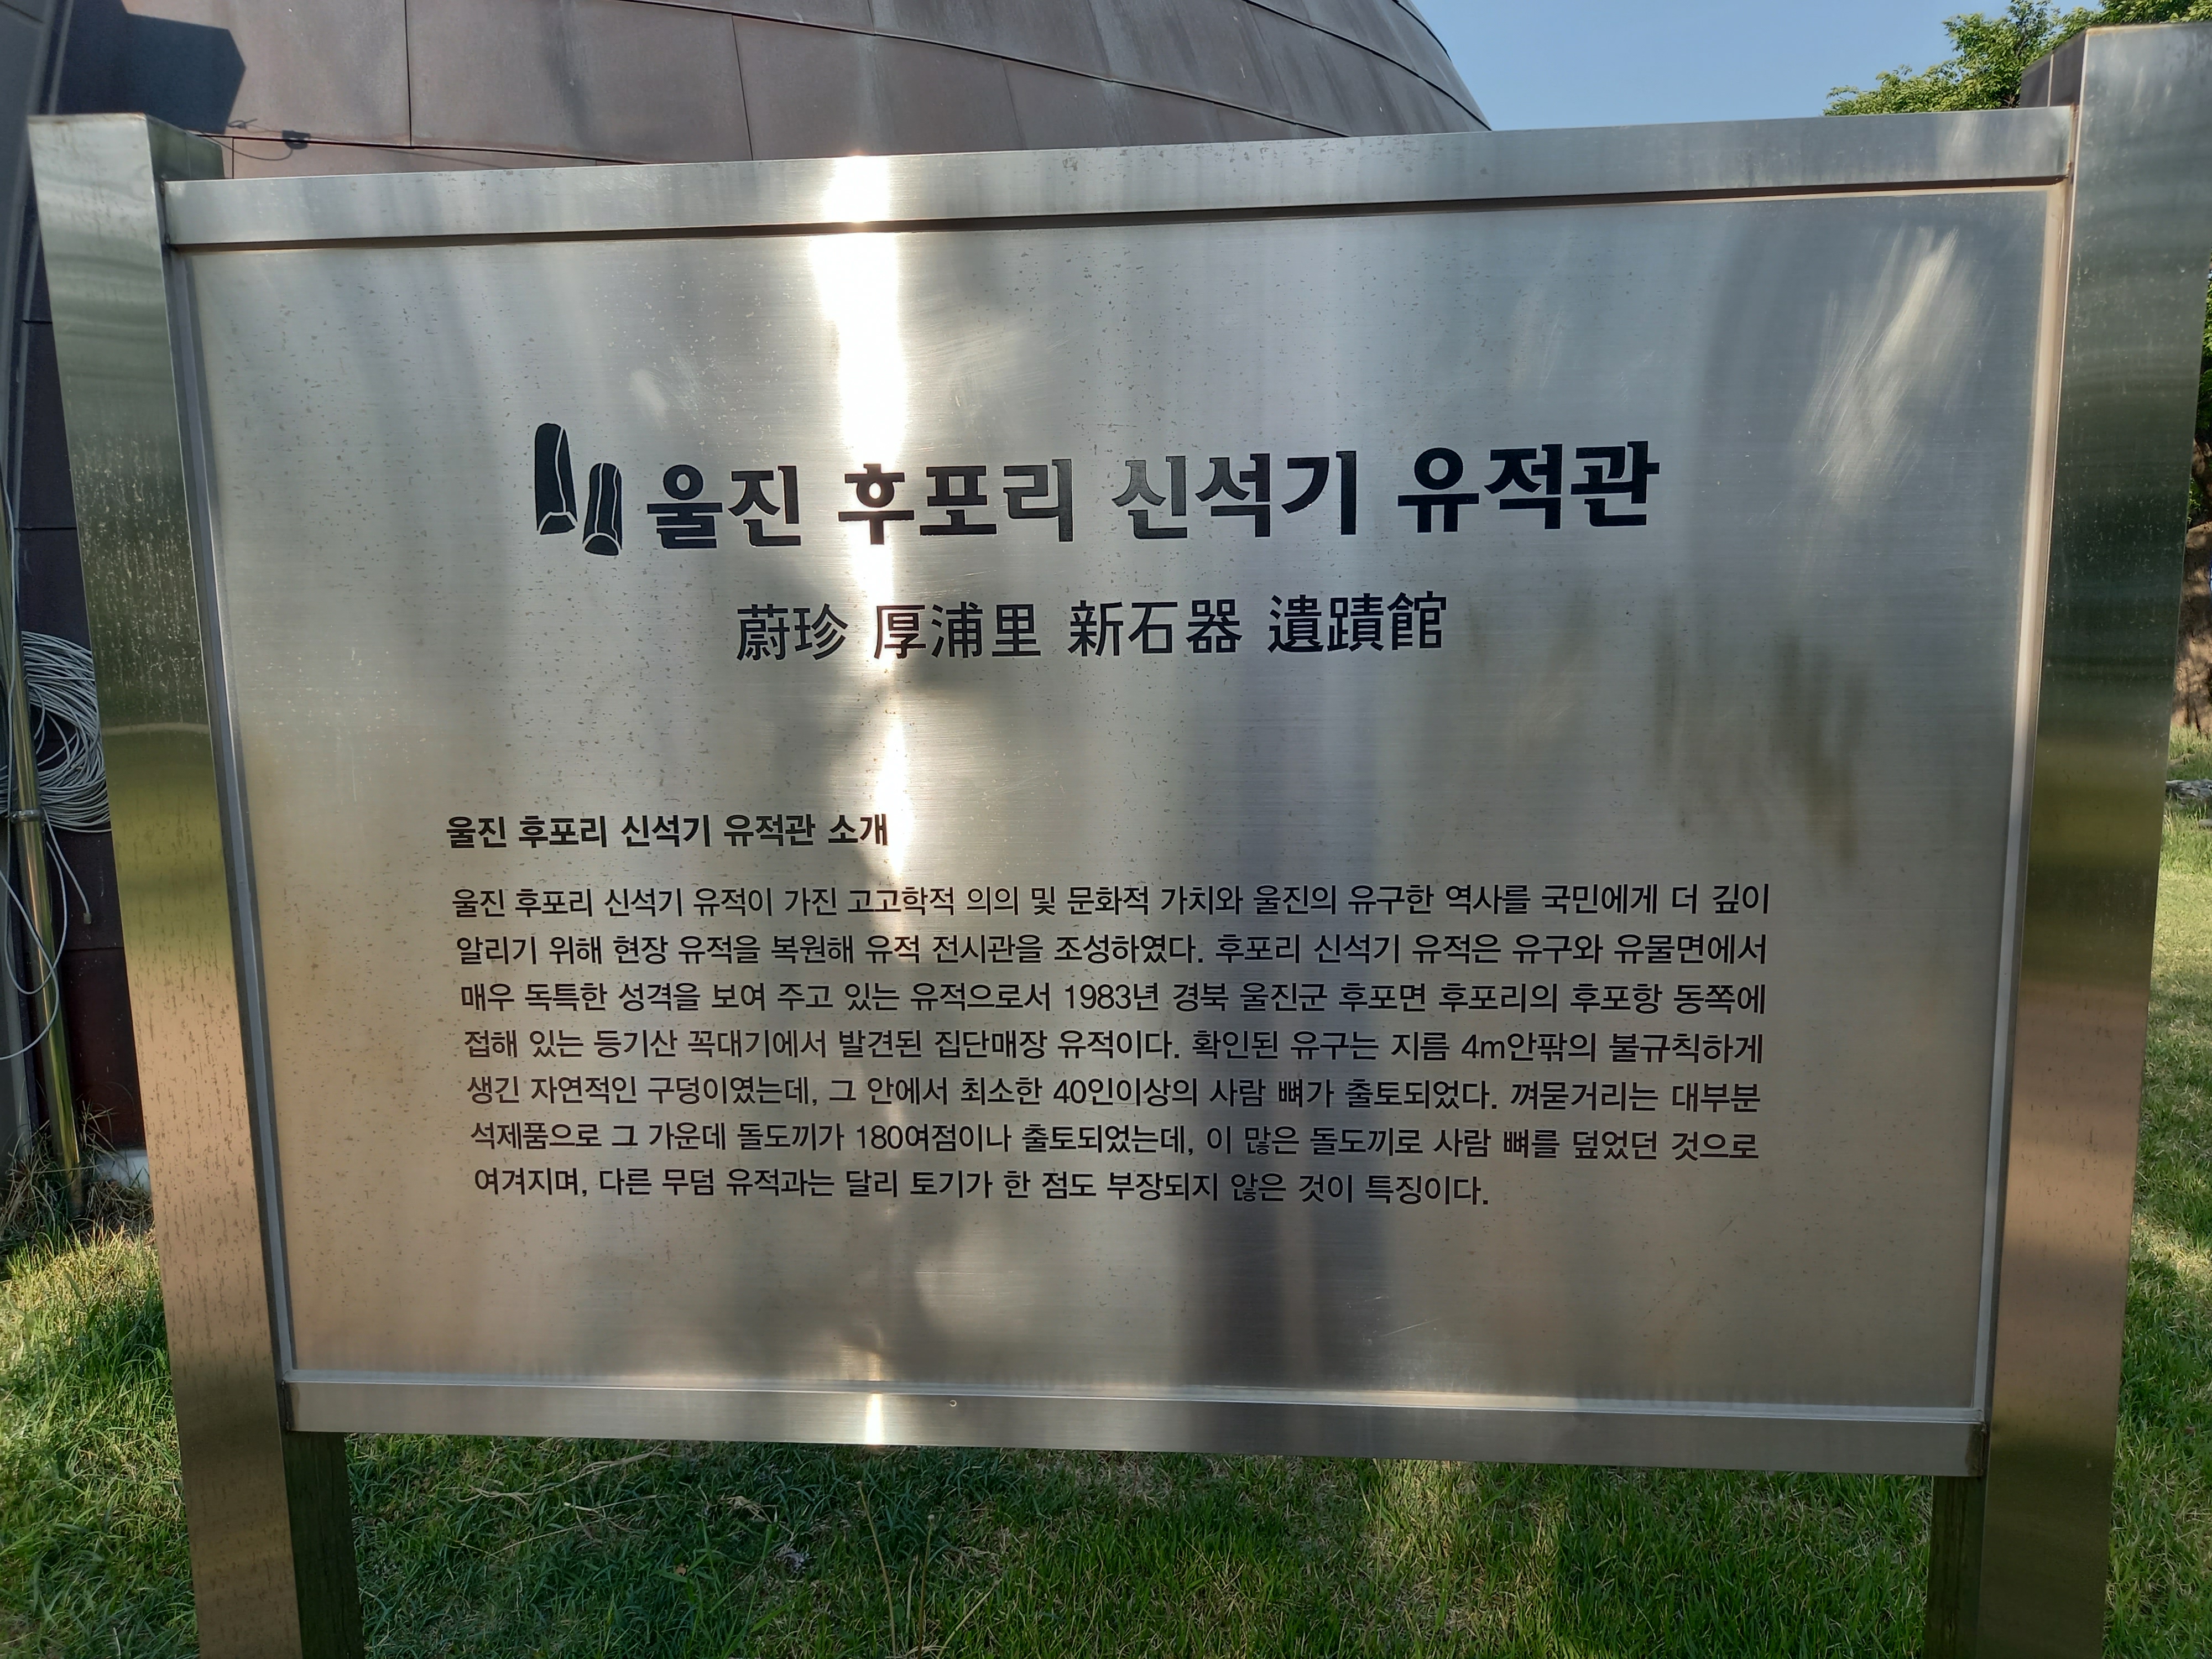 울진 후포리 신석기 유적관
蔚珍 厚浦里 新石器 遺蹟館
울진 후포리 신석기 유적관 소개
울진 후포리 신석기 유적이 가진 고고학적 의의 및 문화적 가치와 울진의 유구한 역사를 국민에게 더 깊이
알리기 위해 현장 유적을 복원해 유적 전시관을 조성하였다. 후포리 신석기 유적은 유구와 유물면에서
매우 독특한 성격을 보여 주고 있는 유적으로서 1983년 경북 울진군 후포면 후포리의 후포항 동쪽에
접해 있는 등기산 꼭대기에서 발견된 집단매장 유적이다. 확인된 유구는 지름 4m안팎의 불규칙하게
생긴 자연적인 구덩이였는데, 그 안에서 최소한 40인이상의 사람 뼈가 출토되었다. 껴묻거리는 대부분
석제품으로 그 가운데 돌도끼가 180여점이나 출토되었는데, 이 많은 돌도끼로 사람 뼈를 덮었던 것으로
여겨지며, 다른 무덤 유적과는 달리 토기가 한 점도 부장되지 않은 것이 특징이다.